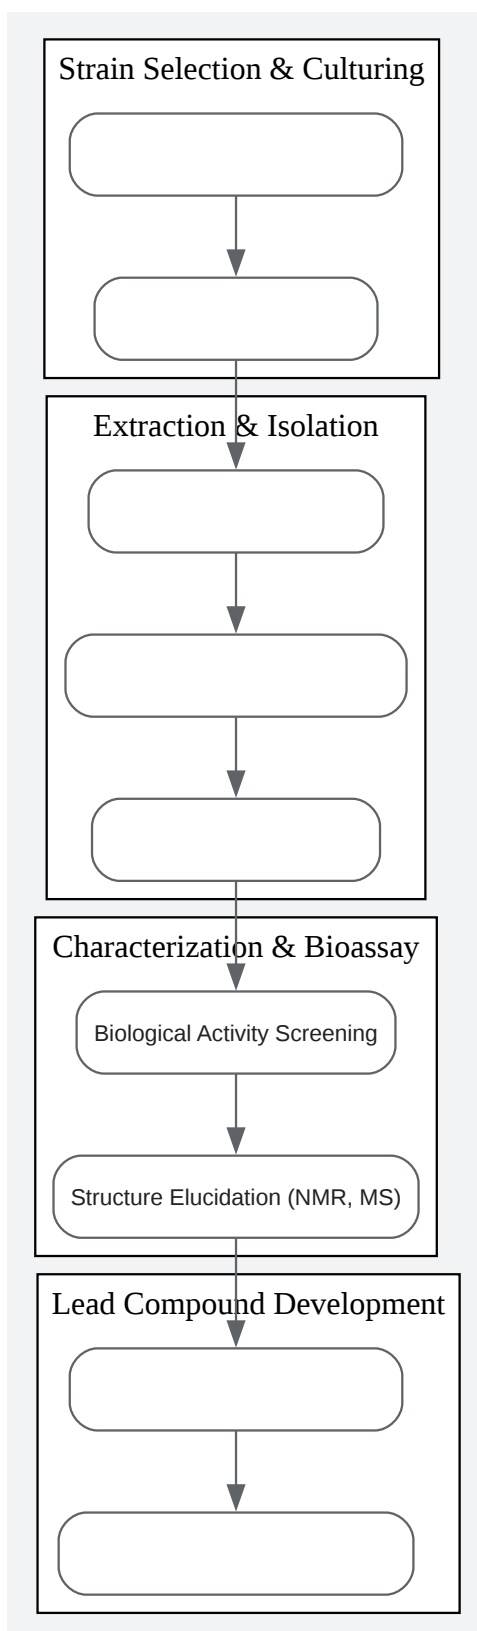 Strain Selection & Culturing
Extraction & Isolation
Characterization & Bioassay
Biological Activity Screening
Structure Elucidation (NMR, MS)
Lead Compound Development